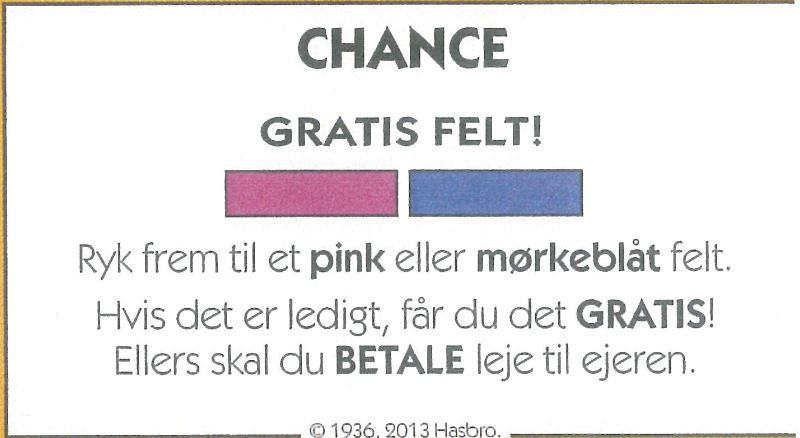 CHANCE
GRATIS FELT!
Ryk frem til et pink eller mørkeblåt felt.
Hvis det er ledigt, får du det GRATIS!
Ellers skal du BETALE leje til ejeren.
© 1936, 2013 Hasbro.